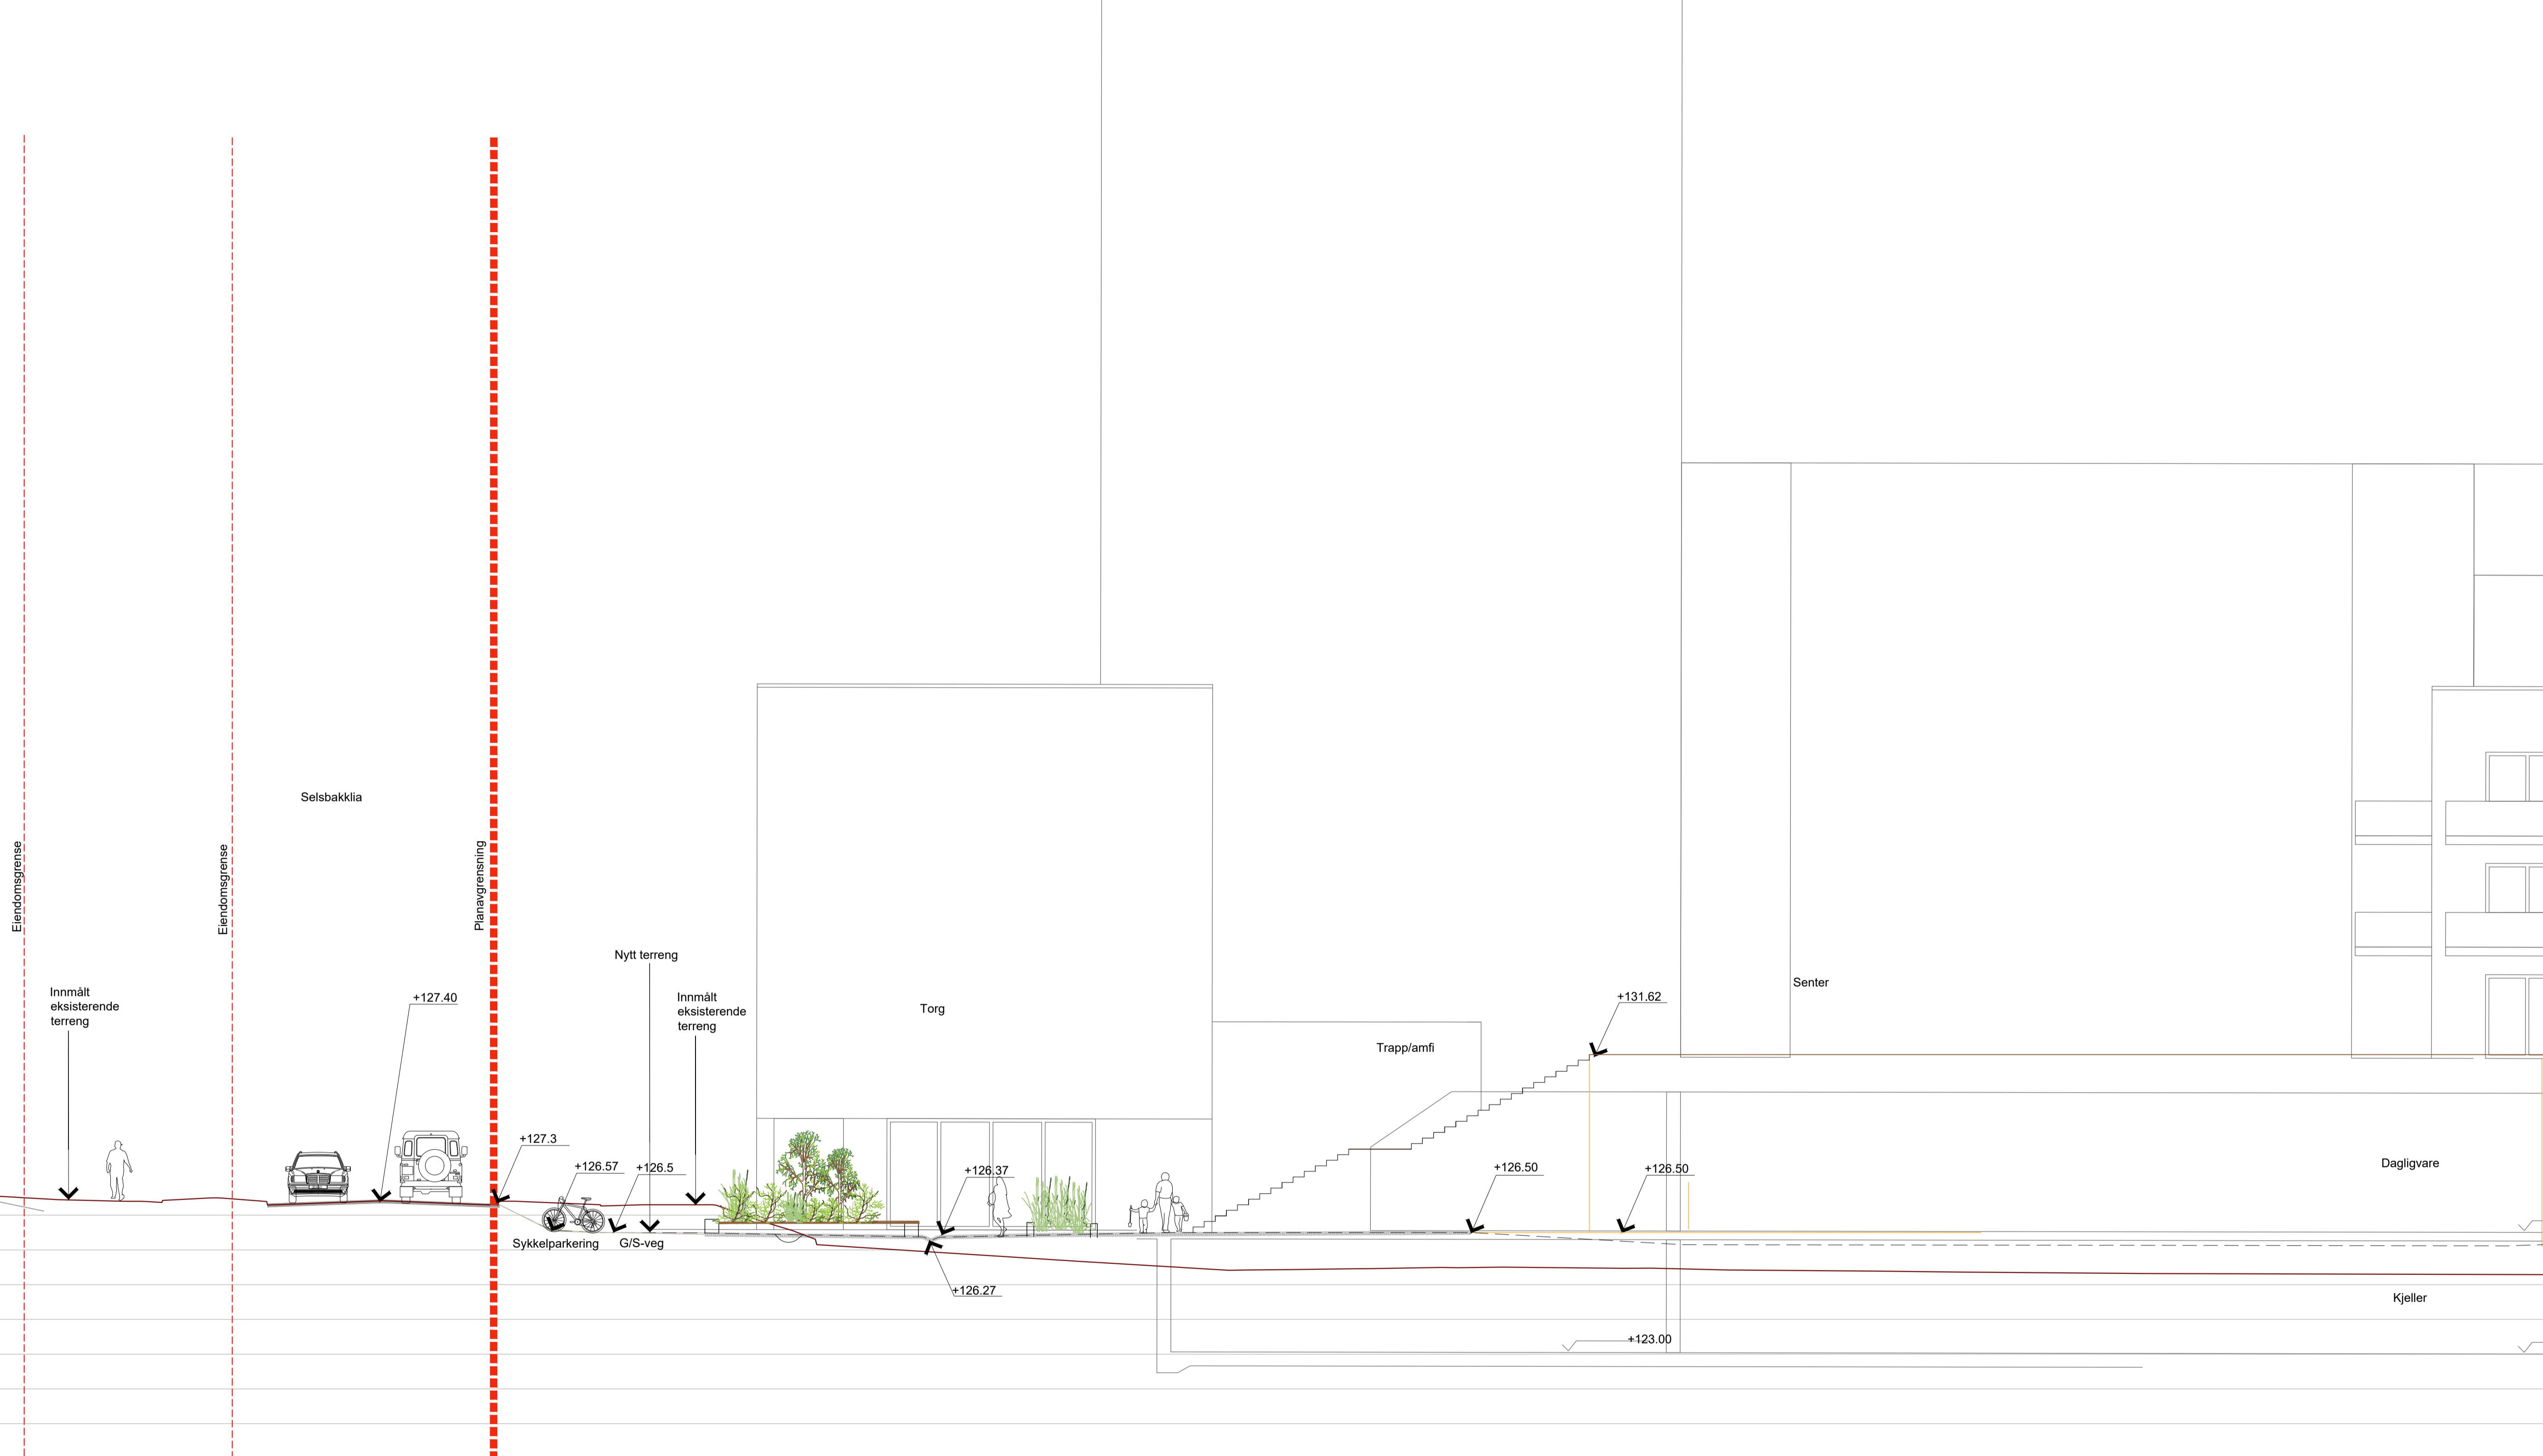 Eiendomsgrense
Eiendomsgrense
Planavgrensning
Selsbakklia
Innmålt
eksisterende
terreng
+127.40
Nytt terreng
Innmålt
eksisterende
terreng
Torg
Trapp/amfi
+131.62
Senter
+127.3
+126.57
+126.5
+126.37
+126.50
+126.50
Dagligvare
Sykkelparkering
G/S-veg
+126.27
Kjeller
+123.00